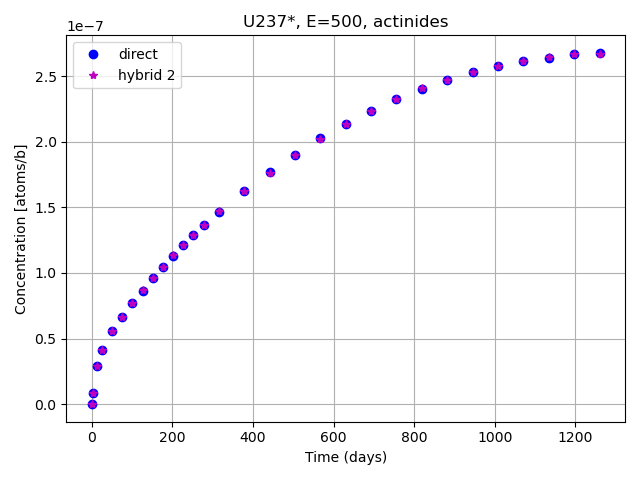 U237*, E=500, actinides
1e−7
direct
hybrid 2
2.5
2.0
1.5
1.0
0.5
0.0
Concentration [atoms/b]
0 200 400 600 800 1000 1200
Time (days)